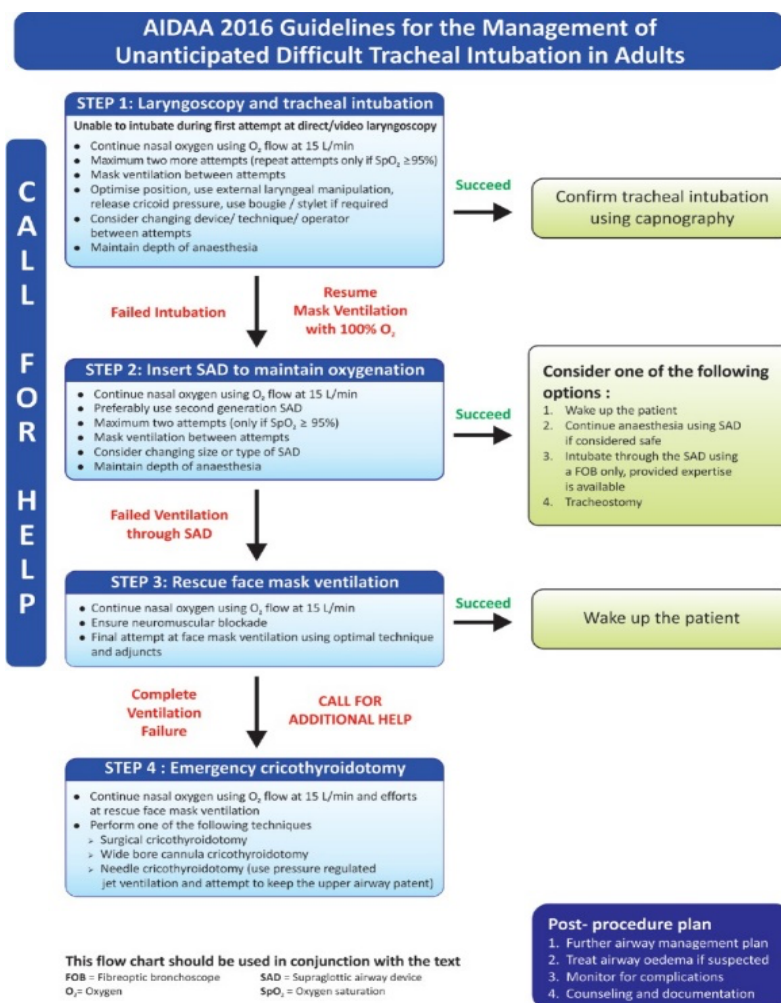 AIDAA 2016 Guidelines for the Management of
Unanticipated Difficult Tracheal Intubation in Adults
CALL FOR HELP
STEP 1: Laryngoscopy and tracheal intubation
Unable to intubate during first attempt at direct/video laryngoscopy
• Continue nasal oxygen using O₂ flow at 15 L/min
• Maximum two more attempts (repeat attempts only if SpO₂ ≥95%)
• Mask ventilation between attempts
• Optimise position, use external laryngeal manipulation,
release cricoid pressure, use bougie / stylet if required
• Consider changing device/ technique/ operator
between attempts
• Maintain depth of anaesthesia
Succeed
Confirm tracheal intubation
using capnography
Failed Intubation
Resume
Mask Ventilation
with 100% O₂
STEP 2: Insert SAD to maintain oxygenation
• Continue nasal oxygen using O₂ flow at 15 L/min
• Preferably use second generation SAD
• Maximum two attempts (only if SpO₂ ≥ 95%)
• Mask ventilation between attempts
• Consider changing size or type of SAD
• Maintain depth of anaesthesia
Succeed
Consider one of the following
options :
1. Wake up the patient
2. Continue anaesthesia using SAD
if considered safe
3. Intubate through the SAD using
a FOB only, provided expertise
is available
4. Tracheostomy
Failed Ventilation
through SAD
STEP 3: Rescue face mask ventilation
• Continue nasal oxygen using O₂ flow at 15 L/min
• Ensure neuromuscular blockade
• Final attempt at face mask ventilation using optimal technique
and adjuncts
Succeed
Wake up the patient
Complete
Ventilation
Failure
CALL FOR
ADDITIONAL HELP
STEP 4 : Emergency cricothyroidotomy
• Continue nasal oxygen using O₂ flow at 15 L/min and efforts
at rescue face mask ventilation
• Perform one of the following techniques
➢ Surgical cricothyroidotomy
➢ Wide bore cannula cricothyroidotomy
➢ Needle cricothyroidotomy (use pressure regulated
jet ventilation and attempt to keep the upper airway patent)
Post- procedure plan
1. Further airway management plan
2. Treat airway oedema if suspected
3. Monitor for complications
4. Counseling and documentation
This flow chart should be used in conjunction with the text
FOB = Fibreoptic bronchoscope SAD = Supraglottic airway device
O₂= Oxygen SpO₂ = Oxygen saturation